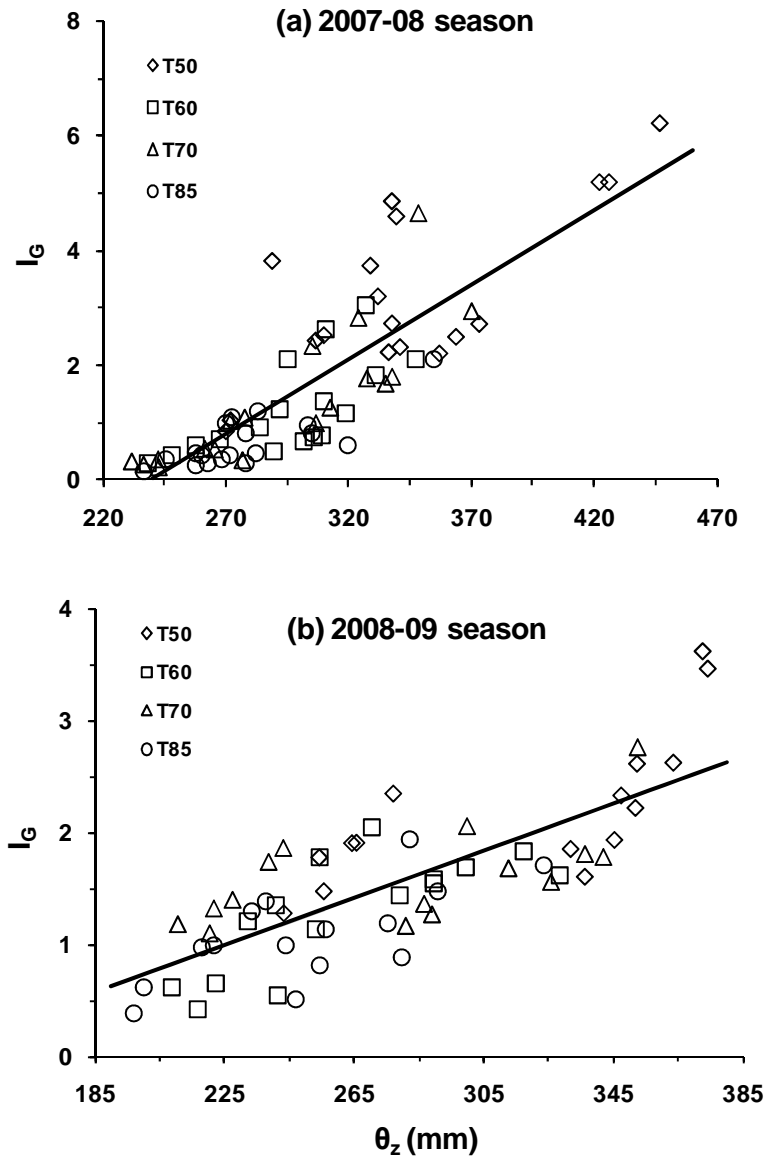 (a) 2007-08 season
8
6
4
2
0
I_G
T50
T60
T70
T85
220 270 320 370 420 470
(b) 2008-09 season
4
3
2
1
0
I_G
T50
T60
T70
T85
185 225 265 305 345 385
θ_z (mm)